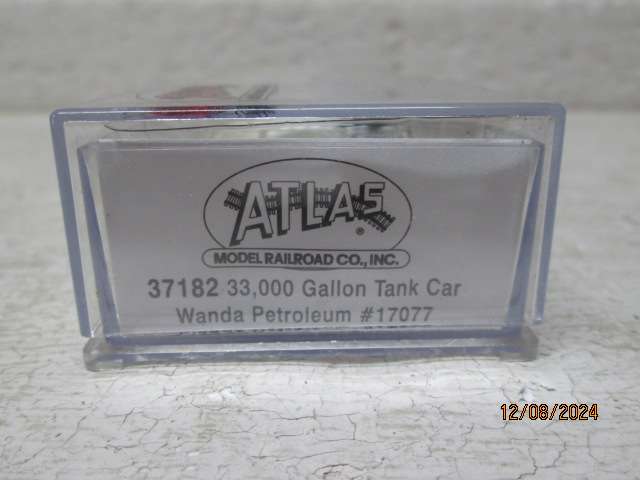 ATLAS
®
MODEL RAILROAD CO., INC.
37182 33,000 Gallon Tank Car
Wanda Petroleum #17077
12/08/2024